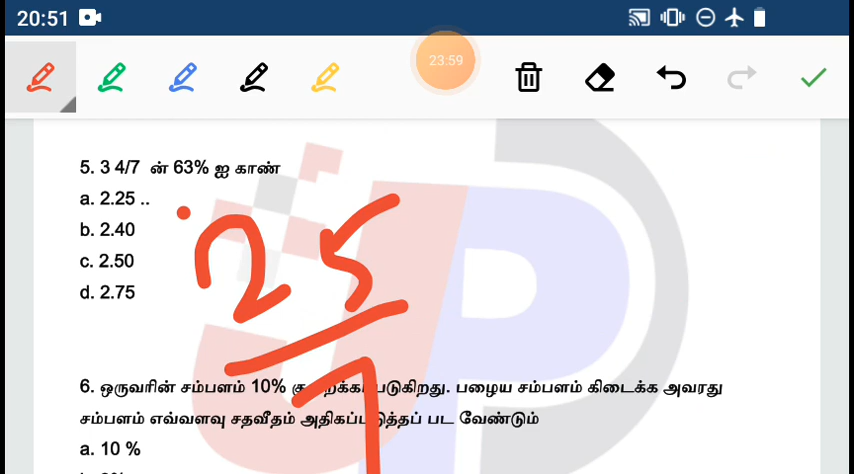 20:51
23:59
5. 3 4/7 ன் 63% ஐ காண்
a. 2.25 ..
b. 2.40
c. 2.50
d. 2.75
25
7
6. ஒருவரின் சம்பளம் 10% குறைக்கப்படுகிறது. பழைய சம்பளம் கிடைக்க அவரது
சம்பளம் எவ்வளவு சதவீதம் அதிகப்படுத்தப் பட வேண்டும்
a. 10 %